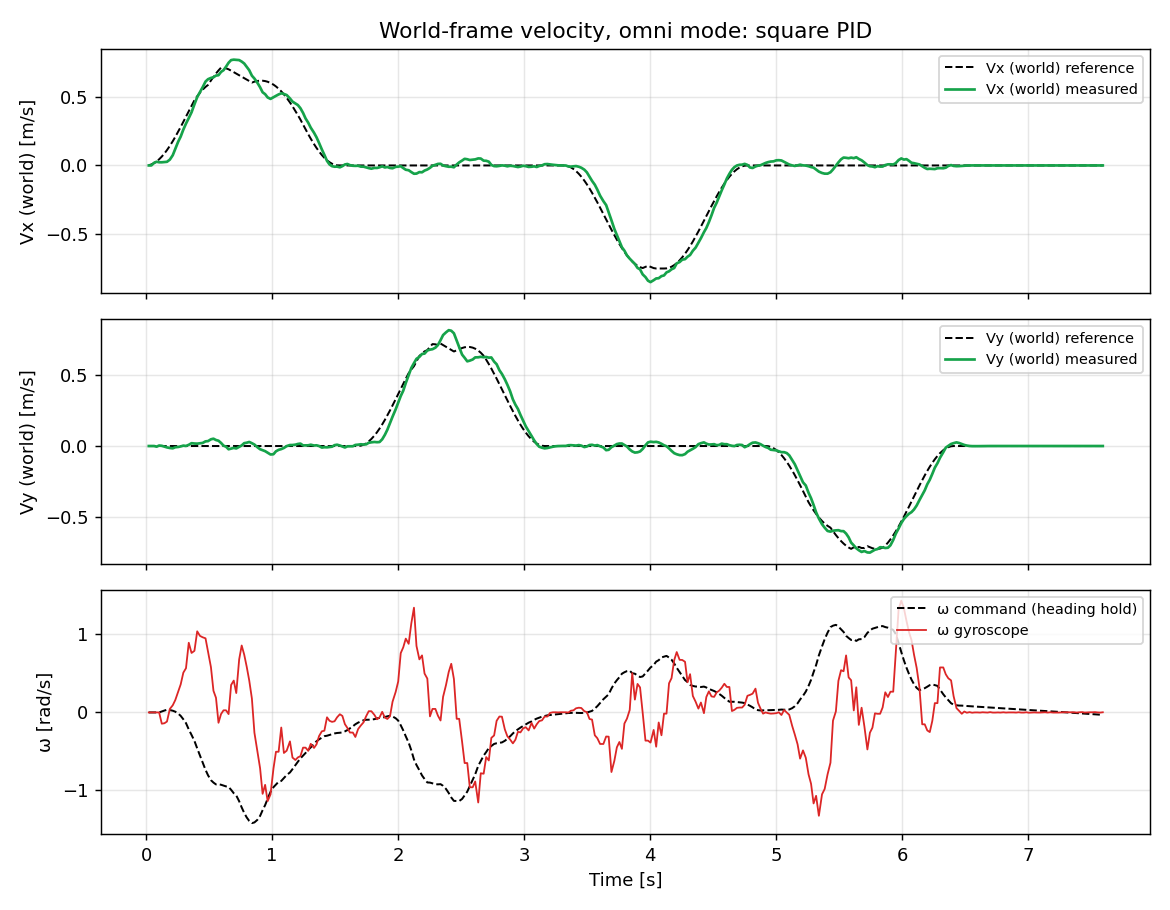 World-frame velocity, omni mode: square PID
Vx (world) [m/s]
0.5
0.0
−0.5
Vx (world) reference
Vx (world) measured
Vy (world) [m/s]
0.5
0.0
−0.5
Vy (world) reference
Vy (world) measured
ω [rad/s]
1
0
−1
ω command (heading hold)
ω gyroscope
0 1 2 3 4 5 6 7
Time [s]